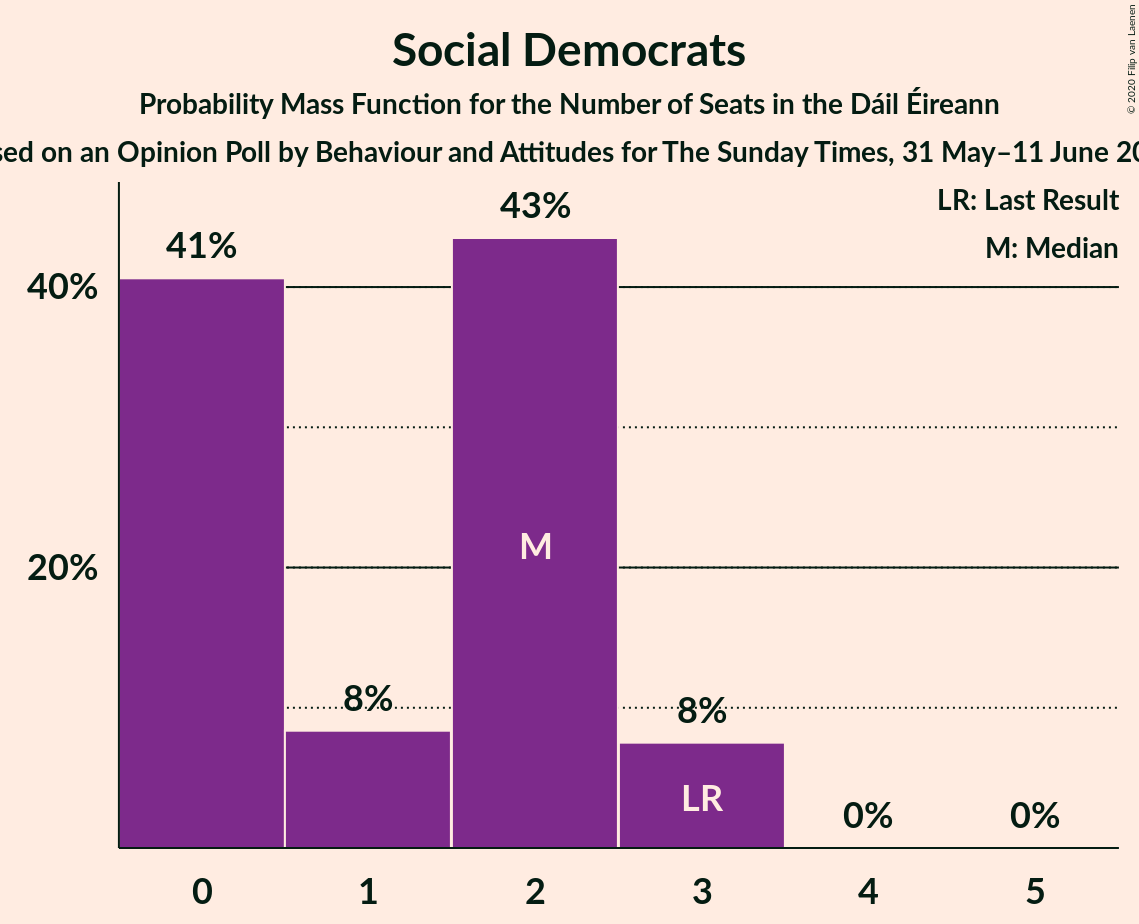 Social Democrats
Probability Mass Function for the Number of Seats in the Dáil Éireann
on an Opinion Poll by Behaviour and Attitudes for The Sunday Times, 31 May–11 June
© 2020 Filip van Laenen
LR: Last Result
M: Median
41%
8%
43%
8%
0%
0%
40%
20%
M
LR
0
1
2
3
4
5